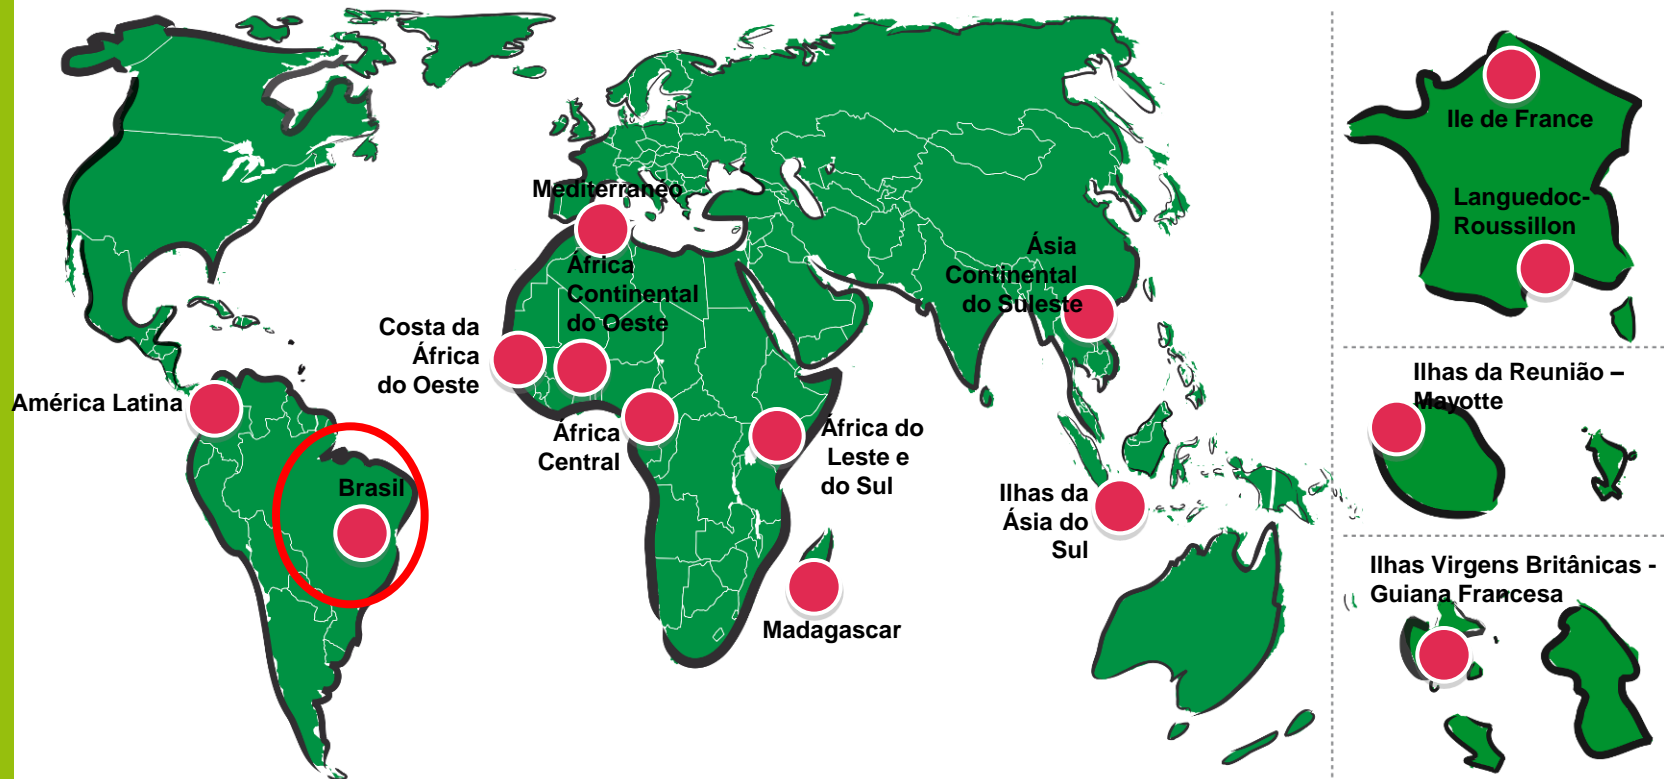 Mediterranéo
África
Continental
do Oeste
Costa da
África
do Oeste
América Latina
África
Central
África do
Leste e
do Sul
Brasil
Madagascar
Ásia
Continental
do Suleste
Ilhas da
Ásia do
Sul
Ile de France
Languedoc-
Roussillon
Ilhas da Reunião –
Mayotte
Ilhas Virgens Britânicas -
Guiana Francesa